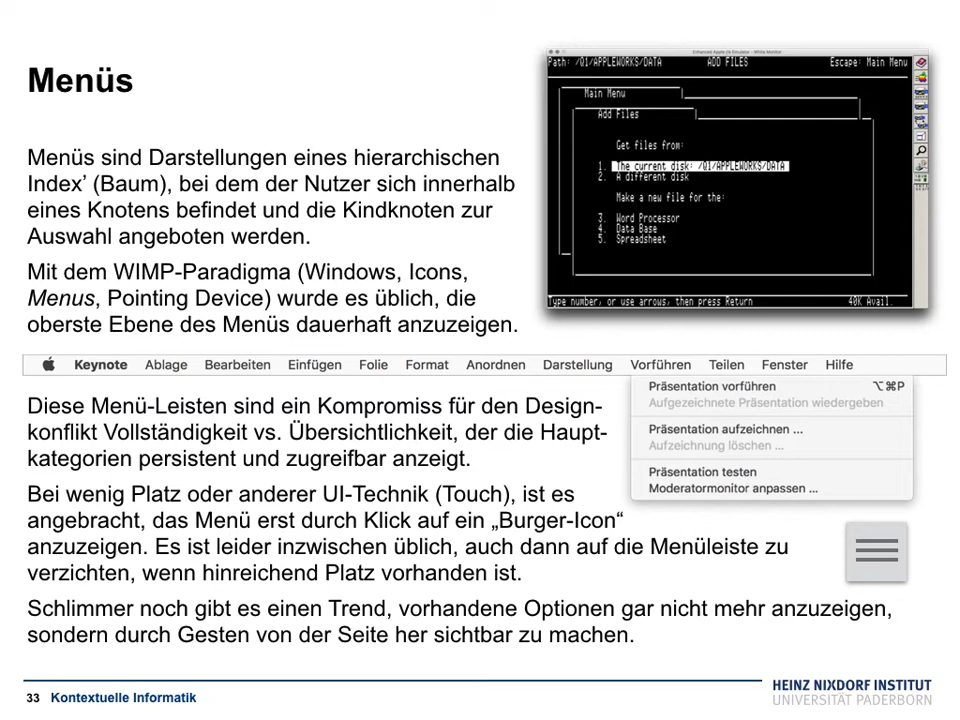 Menüs
Menüs sind Darstellungen eines hierarchischen
Index’ (Baum), bei dem der Nutzer sich innerhalb
eines Knotens befindet und die Kindknoten zur
Auswahl angeboten werden.
Mit dem WIMP-Paradigma (Windows, Icons,
Menus, Pointing Device) wurde es üblich, die
oberste Ebene des Menüs dauerhaft anzuzeigen.
Enhanced Apple //e Emulator - White Monitor
Path: /01/APPLEWORKS/DATA ADD FILES Escape: Main Menu
Main Menu
Add Files
Get files from:
1. The current disk: /01/APPLEWORKS/DATA
2. A different disk
Make a new file for the:
3. Word Processor
4. Data Base
5. Spreadsheet
Type number, or use arrows, then press Return 40K Avail.
Keynote Ablage Bearbeiten Einfügen Folie Format Anordnen Darstellung Vorführen Teilen Fenster Hilfe
Präsentation vorführen ⌥⌘P
Aufgezeichnete Präsentation wiedergeben
Präsentation aufzeichnen ...
Aufzeichnung löschen ...
Präsentation testen
Moderatormonitor anpassen ...
Diese Menü-Leisten sind ein Kompromiss für den Design-
konflikt Vollständigkeit vs. Übersichtlichkeit, der die Haupt-
kategorien persistent und zugreifbar anzeigt.
Bei wenig Platz oder anderer UI-Technik (Touch), ist es
angebracht, das Menü erst durch Klick auf ein „Burger-Icon“
anzuzeigen. Es ist leider inzwischen üblich, auch dann auf die Menüleiste zu
verzichten, wenn hinreichend Platz vorhanden ist.
Schlimmer noch gibt es einen Trend, vorhandene Optionen gar nicht mehr anzuzeigen,
sondern durch Gesten von der Seite her sichtbar zu machen.
33 Kontextuelle Informatik
HEINZ NIXDORF INSTITUT
UNIVERSITÄT PADERBORN